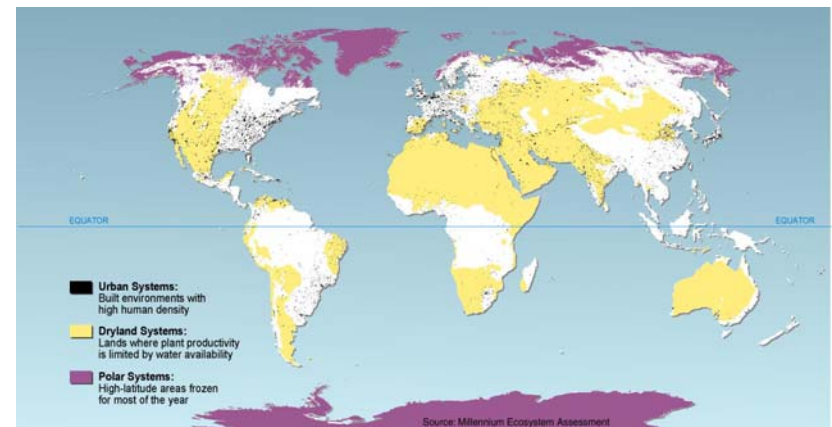 EQUATOR
EQUATOR
Urban Systems:
Built environments with
high human density
Dryland Systems:
Lands where plant productivity
is limited by water availability
Polar Systems:
High-latitude areas frozen
for most of the year
Source: Millennium Ecosystem Assessment